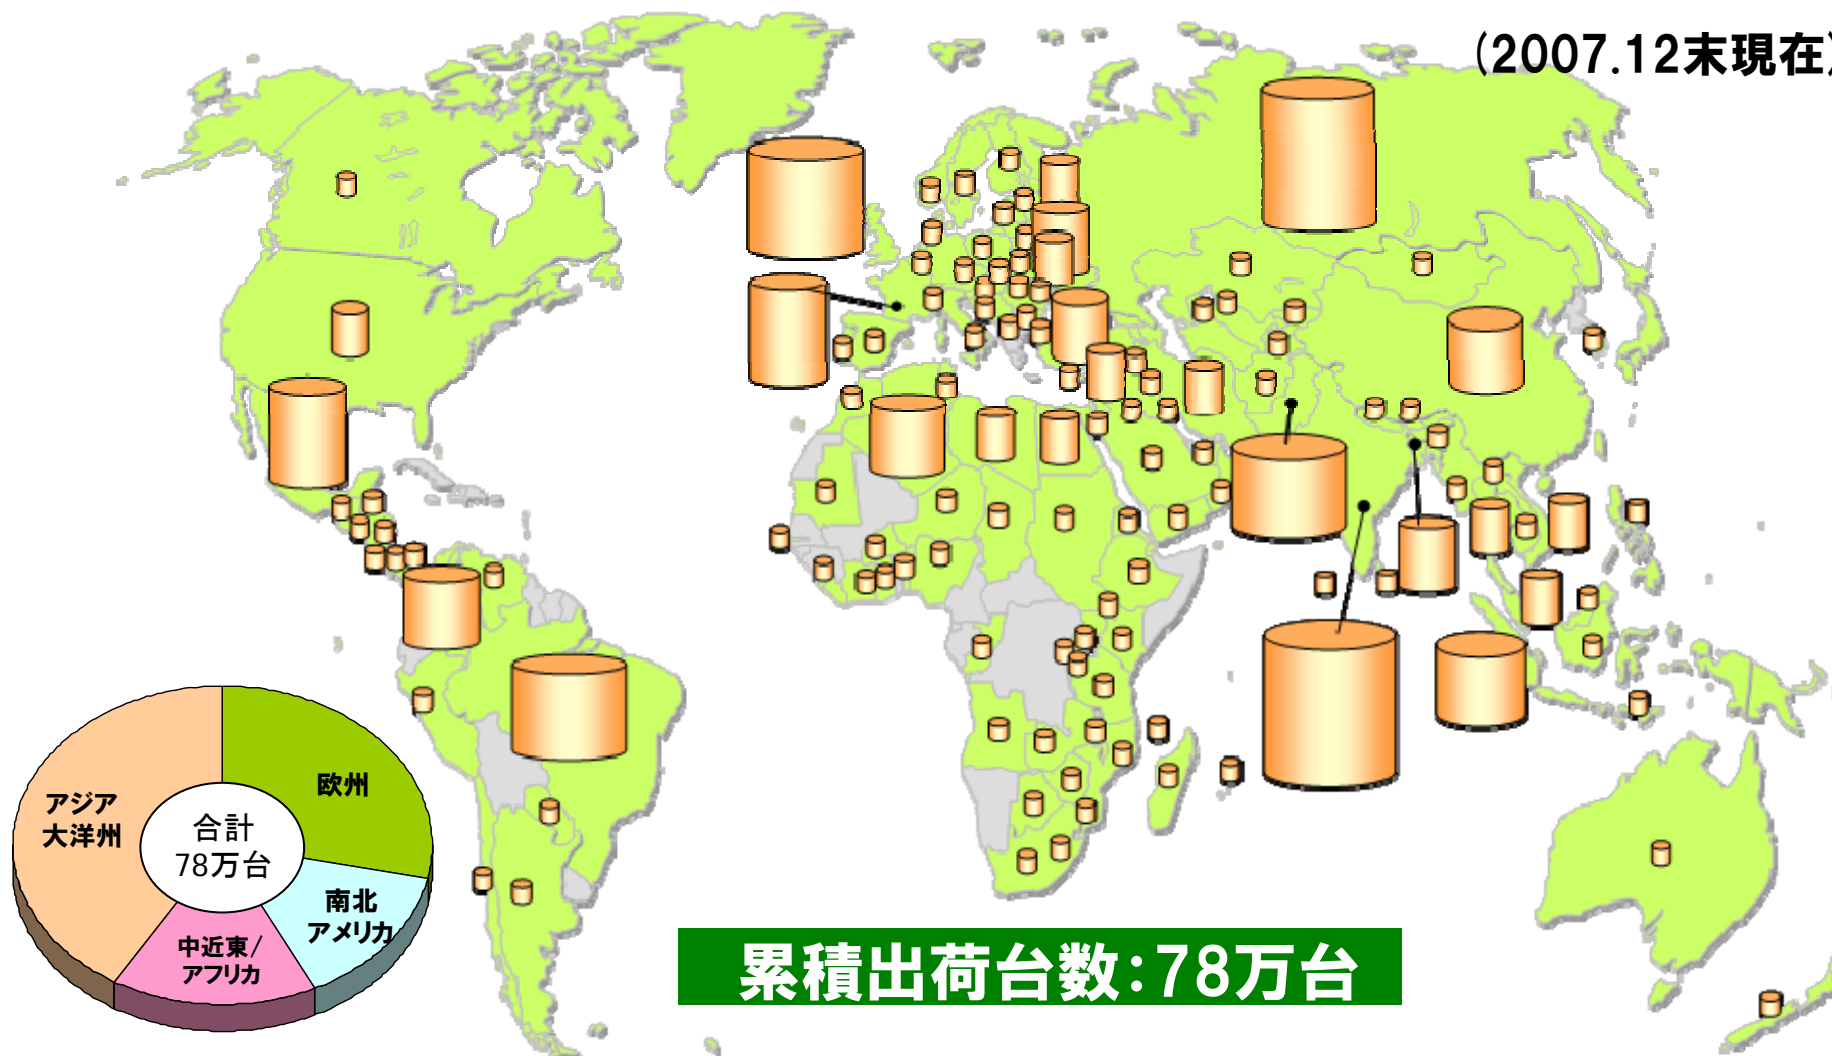 (2007.12末現在)
欧州
アジア
大洋州
合計
78万台
南北
アメリカ
中近東/
アフリカ
累積出荷台数:78万台